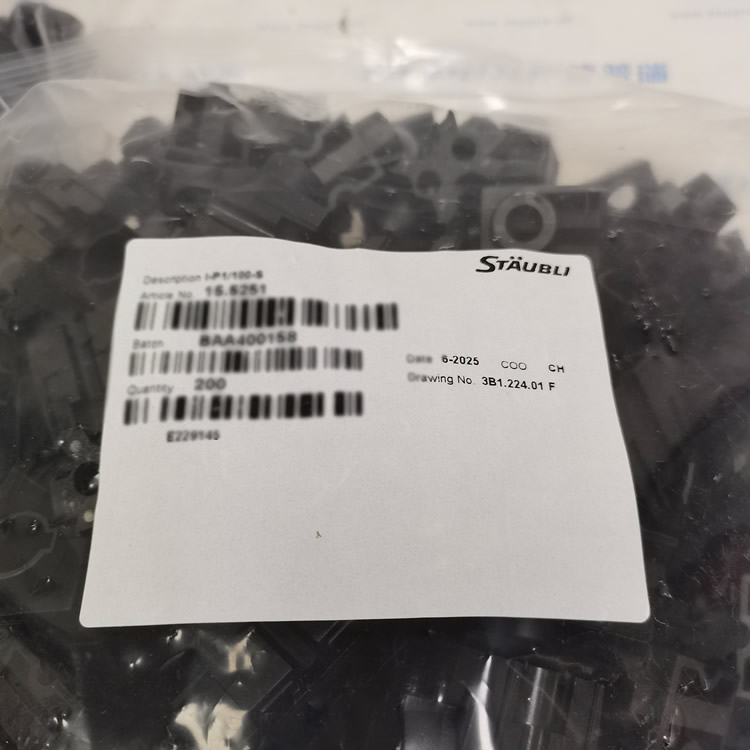 STÄUBLI
Description I-P1/100-S
Article No. 15.5251
Batch BAA400158
Date 6-2025 COO CH
Quantity 200
Drawing No. 3B1.224.01 F
E229145